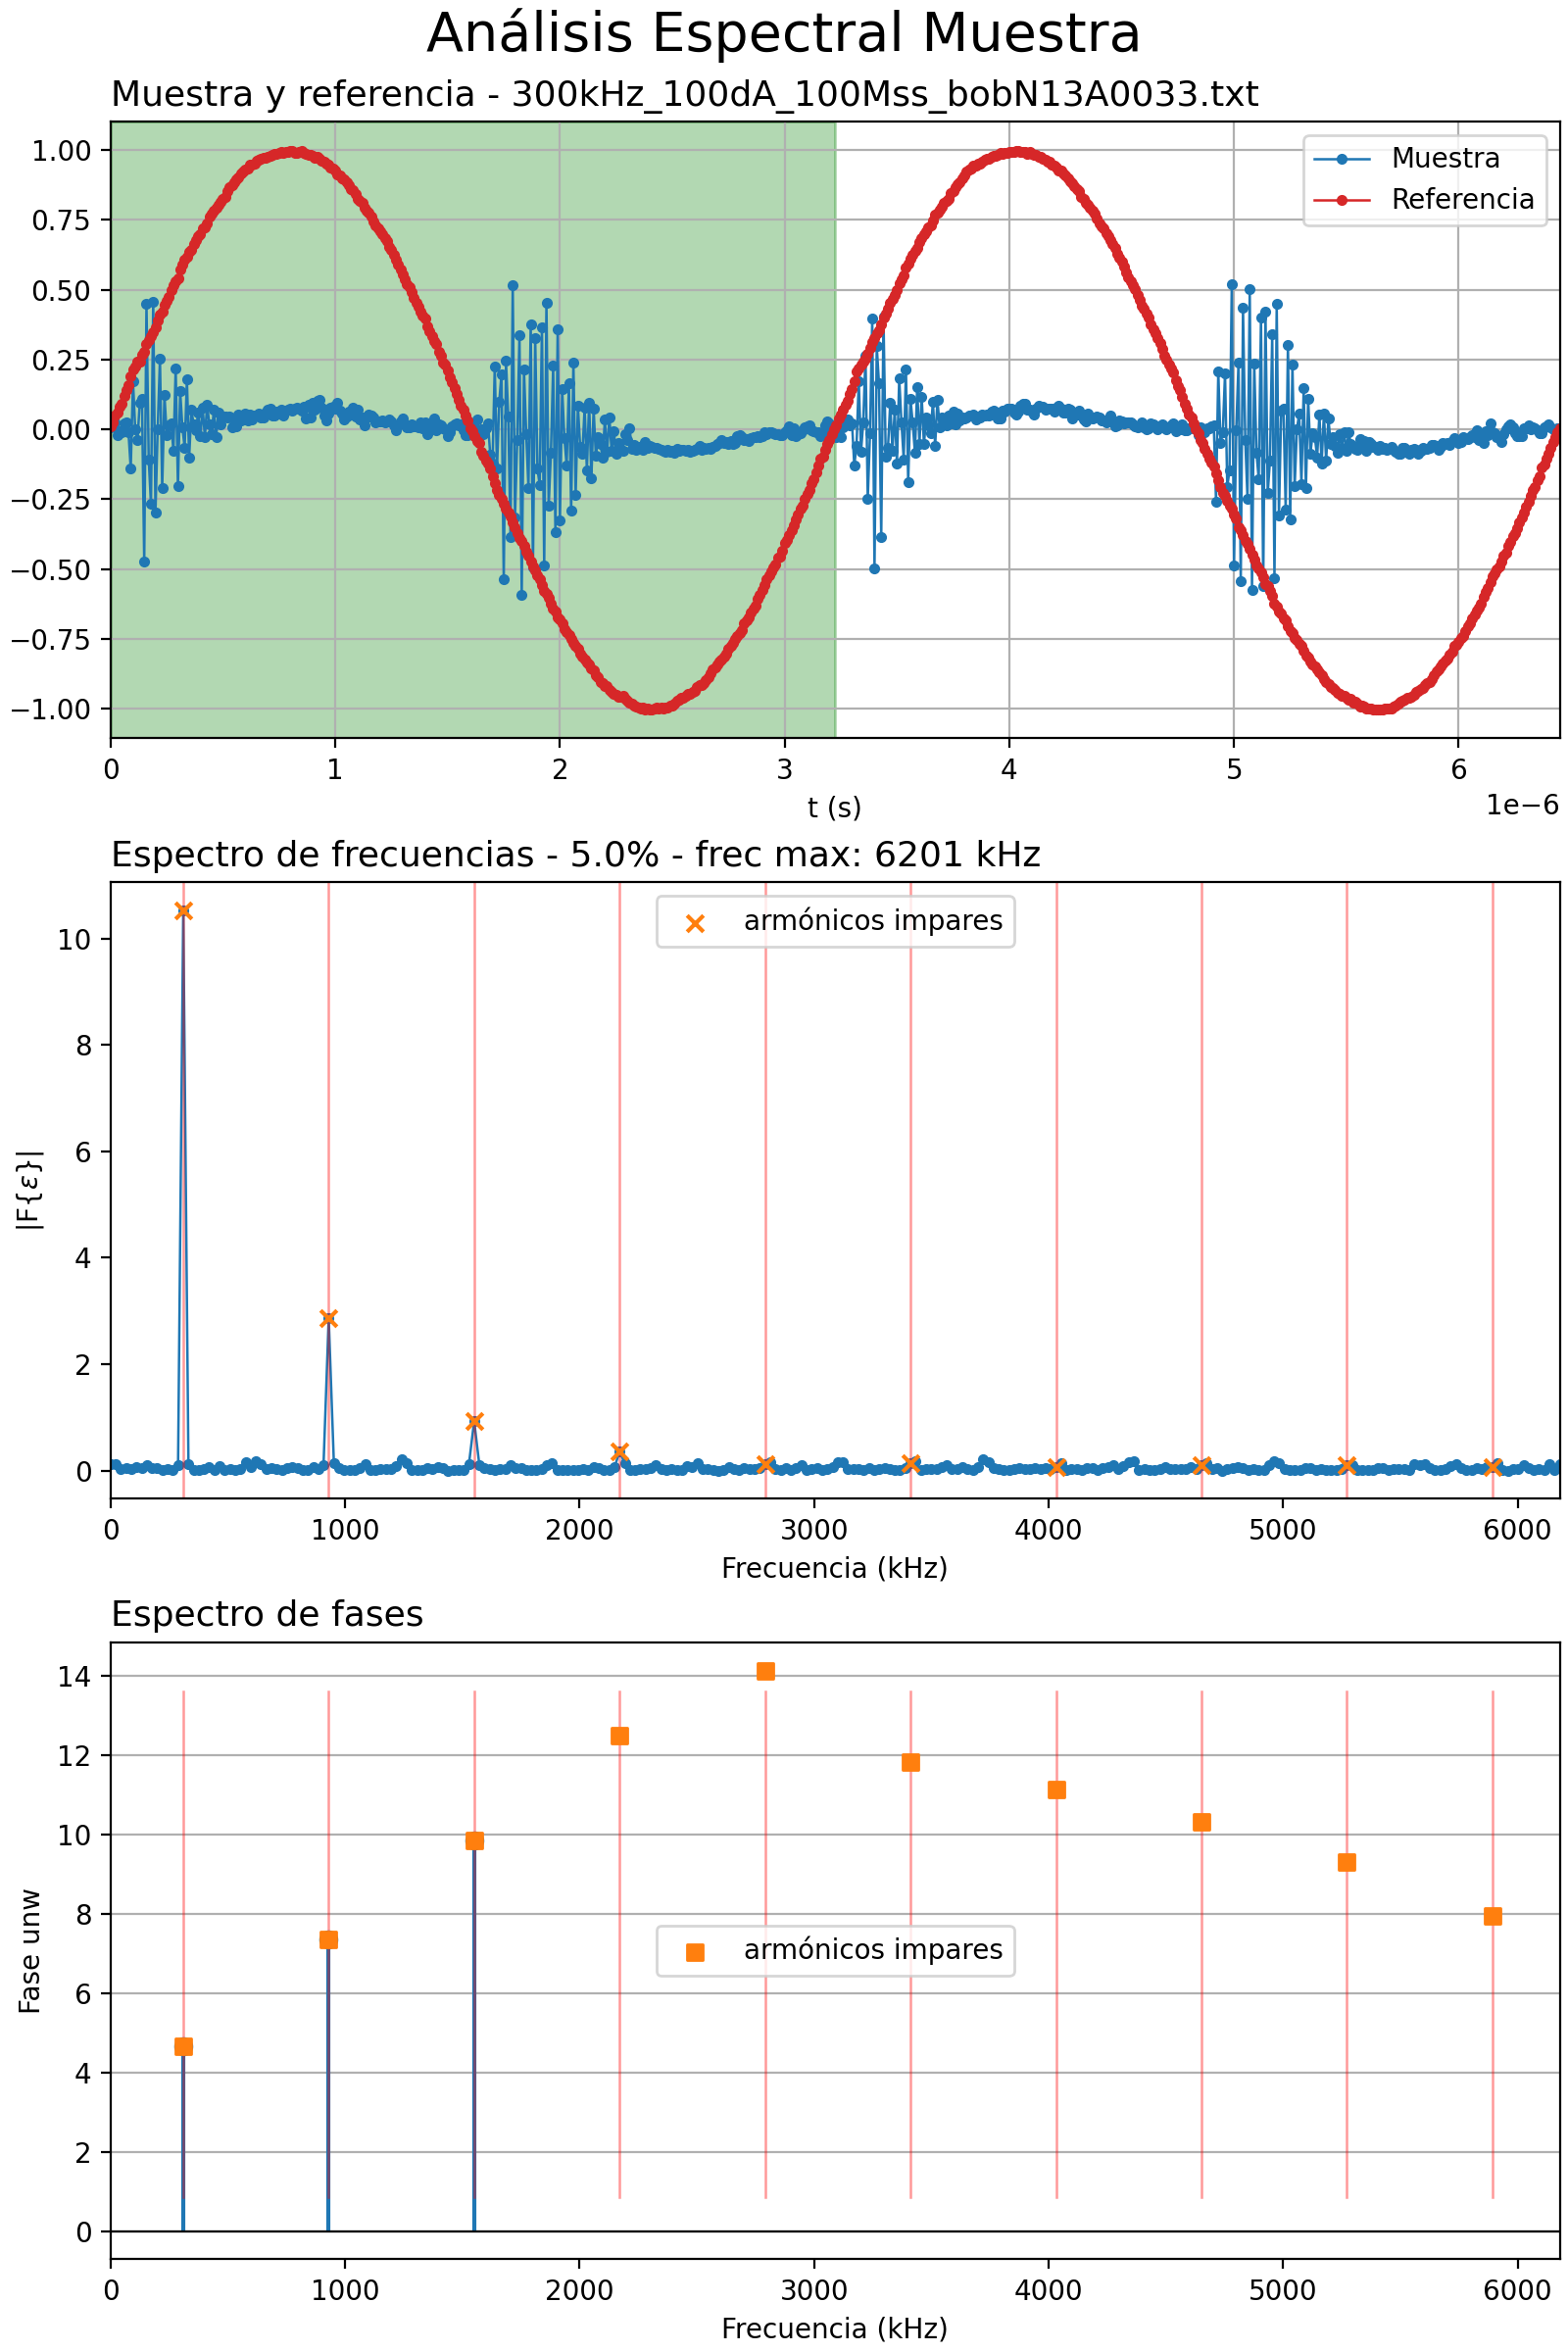 Análisis Espectral Muestra
Muestra y referencia - 300kHz_100dA_100Mss_bobN13A0033.txt
Muestra
Referencia
1.00
0.75
0.50
0.25
0.00
−0.25
−0.50
−0.75
−1.00
0 1 2 3 4 5 6
t (s)
1e−6
Espectro de frecuencias - 5.0% - frec max: 6201 kHz
armónicos impares
|F{ε}|
10
8
6
4
2
0
0 1000 2000 3000 4000 5000 6000
Frecuencia (kHz)
Espectro de fases
armónicos impares
Fase unw
14
12
10
8
6
4
2
0
0 1000 2000 3000 4000 5000 6000
Frecuencia (kHz)